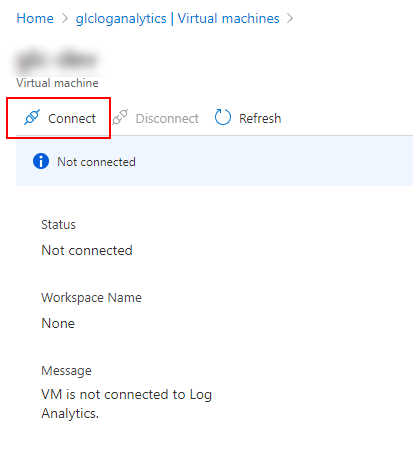 Home > glcloganalytics | Virtual machines >
Virtual machine
Connect Disconnect Refresh
Not connected
Status
Not connected
Workspace Name
None
Message
VM is not connected to Log
Analytics.